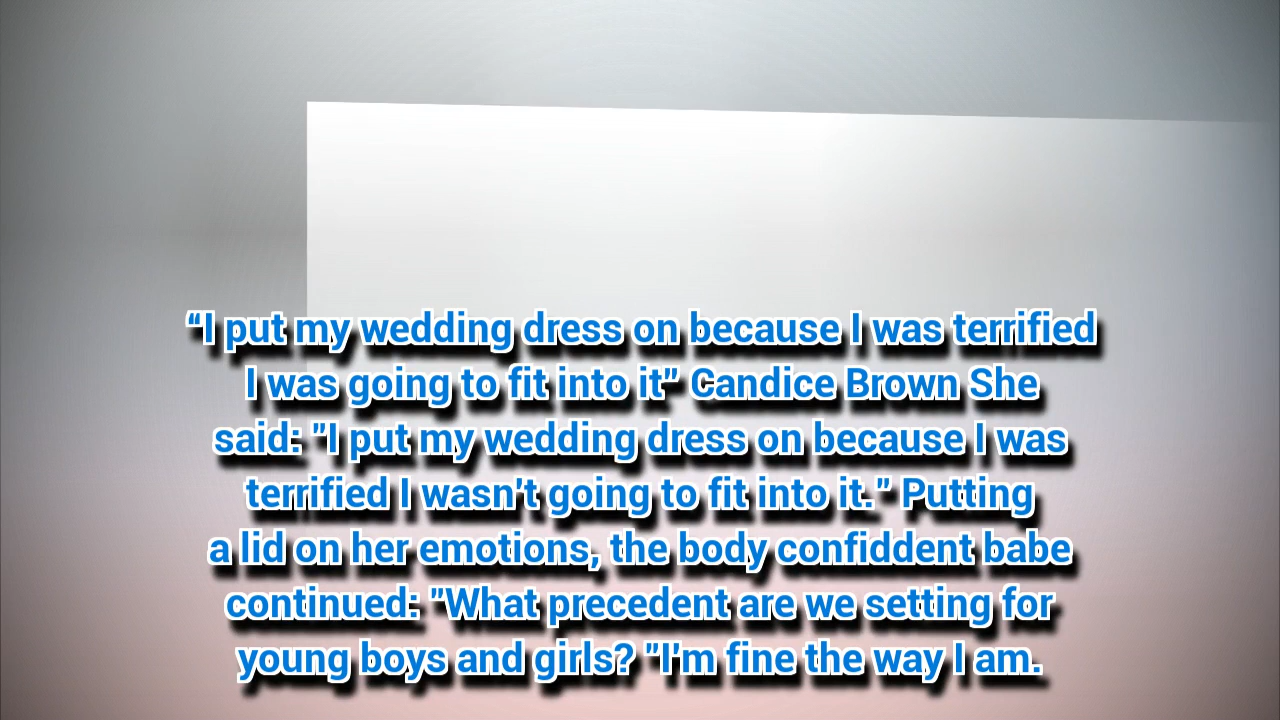 “I put my wedding dress on because I was terrified
I was going to fit into it" Candice Brown She
said: "I put my wedding dress on because I was
terrified I wasn't going to fit into it." Putting
a lid on her emotions, the body confiddent babe
continued: "What precedent are we setting for
young boys and girls? "I'm fine the way I am.